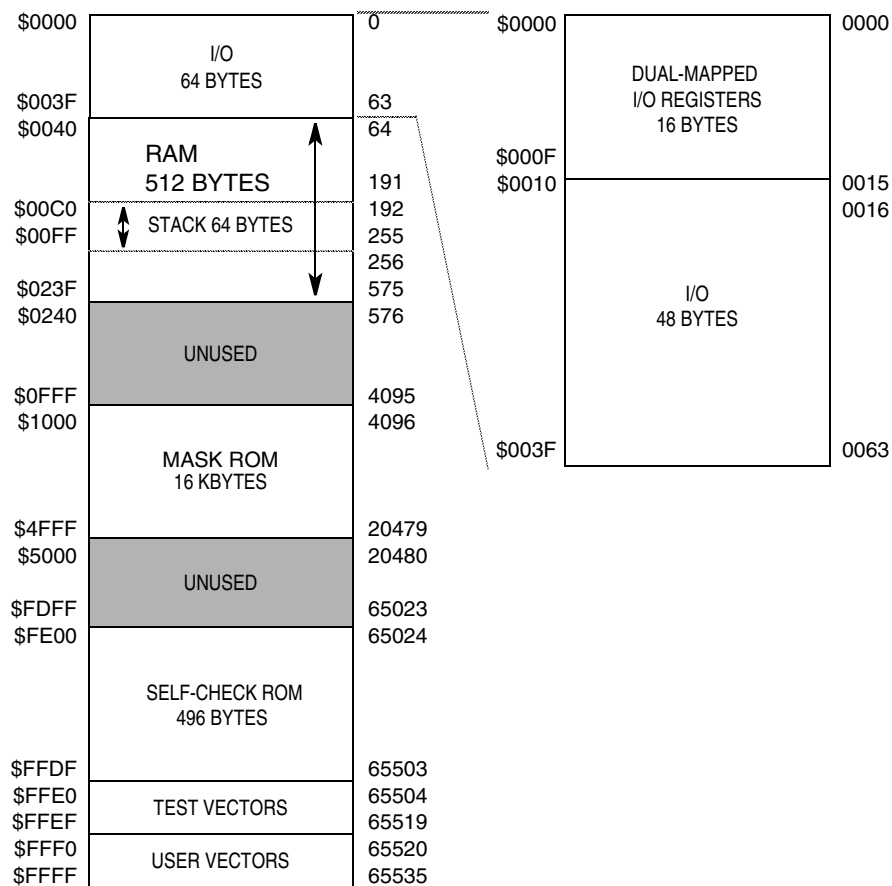 $0000
0
I/O
64 BYTES
$003F
63
$0040
64
RAM
512 BYTES
191
$00C0
192
STACK 64 BYTES
$00FF
255
256
$023F
575
$0240
576
UNUSED
$0FFF
4095
$1000
4096
MASK ROM
16 KBYTES
$4FFF
20479
$5000
20480
UNUSED
$FDFF
65023
$FE00
65024
SELF-CHECK ROM
496 BYTES
$FFDF
65503
$FFE0
65504
TEST VECTORS
$FFEF
65519
$FFF0
65520
USER VECTORS
$FFFF
65535
$0000
0000
DUAL-MAPPED
I/O REGISTERS
16 BYTES
$000F
$0010
0015
0016
I/O
48 BYTES
$003F
0063